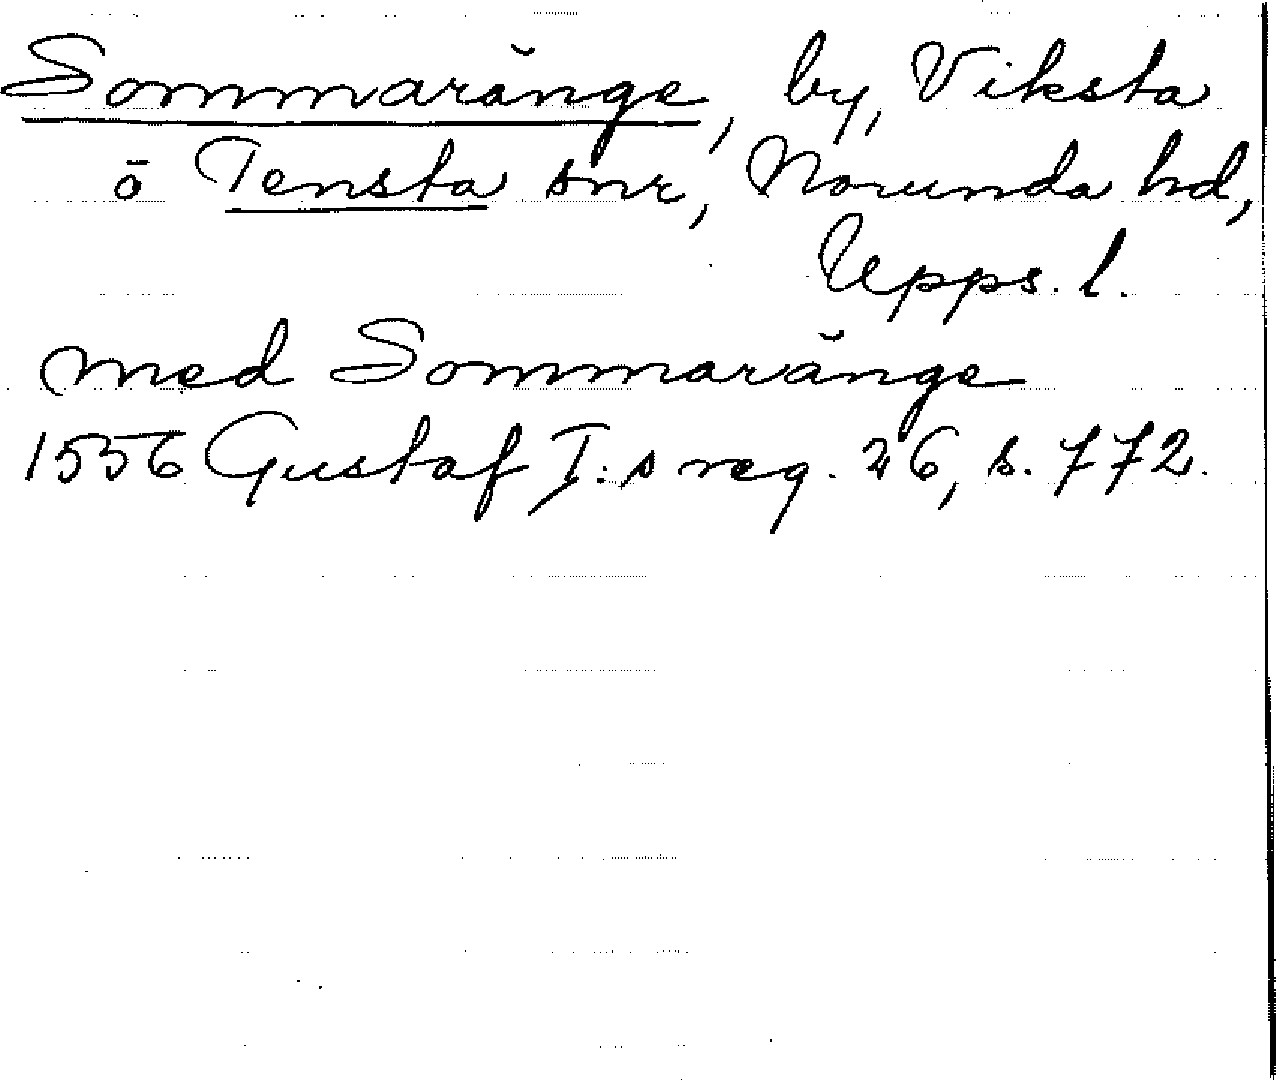 Sommaränge, by, Viksta
o Tensta snr, Norunda hd,
Upps. l.
med Sommaränge
1556 Gustaf I:s reg. 26, s. 772.